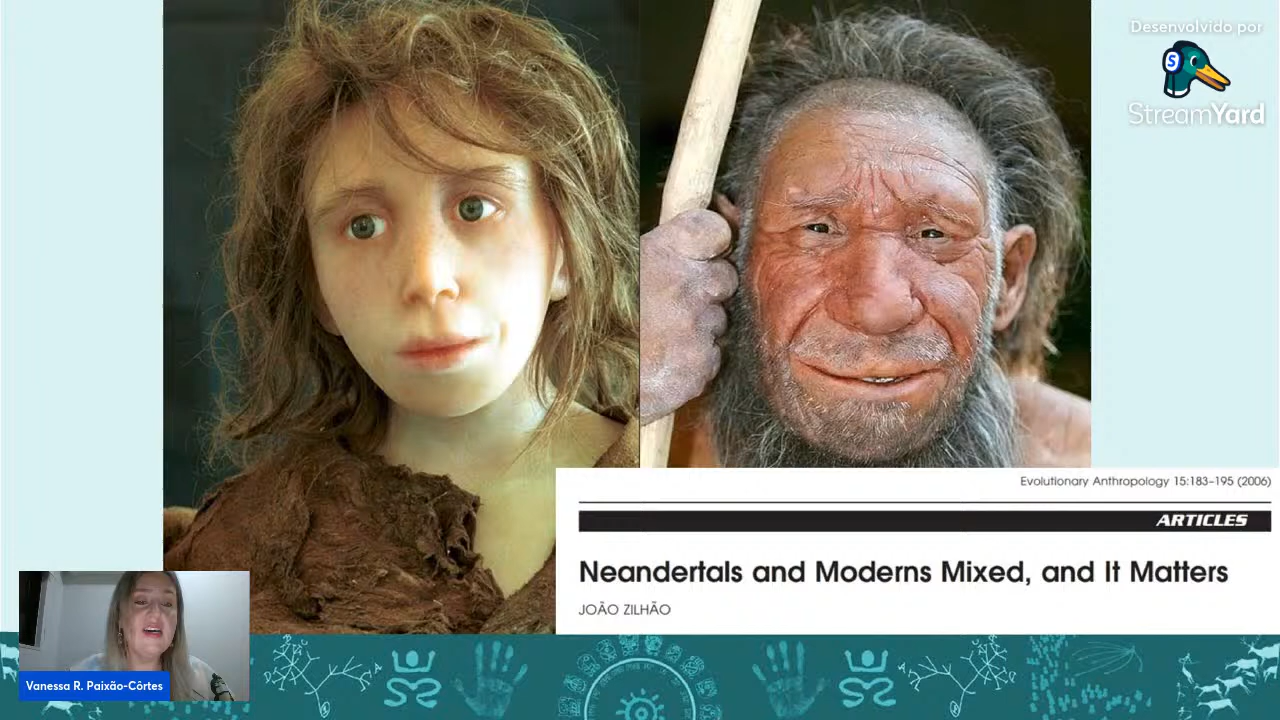 Desenvolvido por
StreamYard
Evolutionary Anthropology 15:183–195 (2006)
ARTICLES
Neandertals and Moderns Mixed, and It Matters
JOÃO ZILHÃO
Vanessa R. Paixão-Côrtes